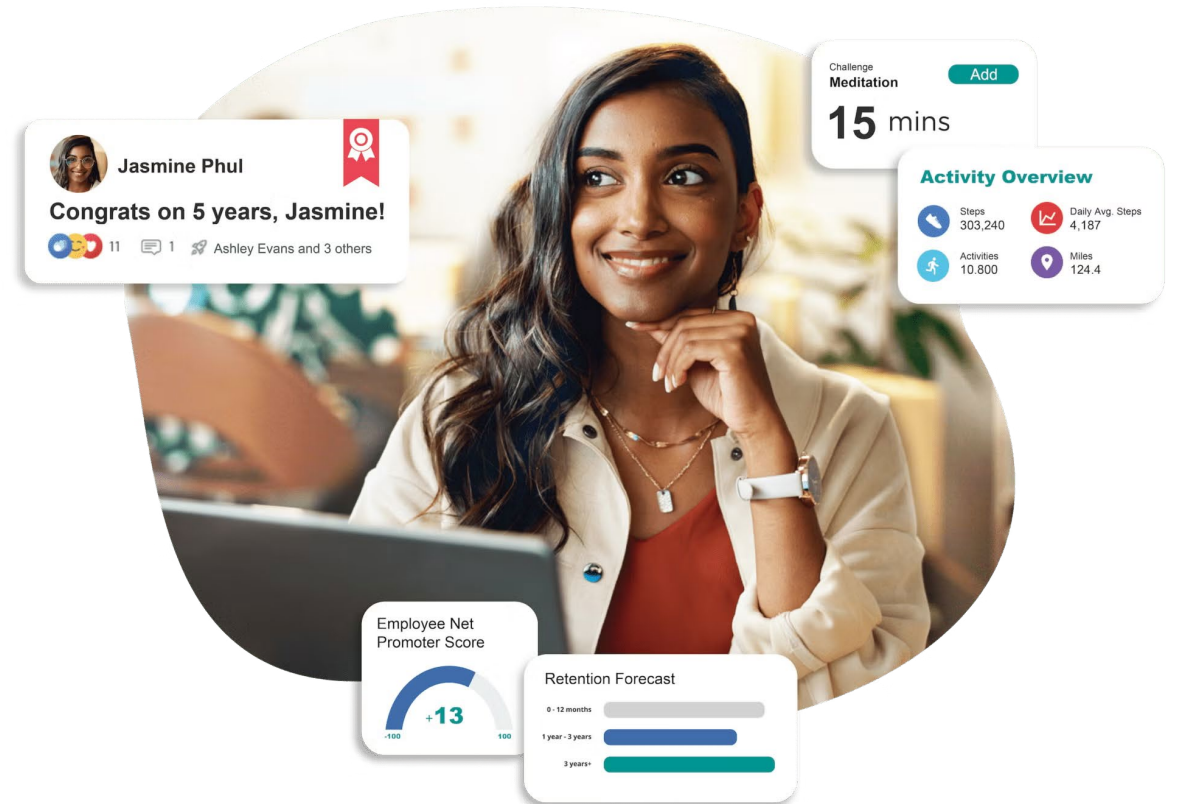 Jasmine Phul
Congrats on 5 years, Jasmine!
11 1 Ashley Evans and 3 others
Challenge
Meditation
Add
15 mins
Activity Overview
Steps
303,240
Daily Avg. Steps
4,187
Activities
10.800
Miles
124.4
Employee Net
Promoter Score
+13
-100 100
Retention Forecast
0 - 12 months
1 year - 3 years
3 years+